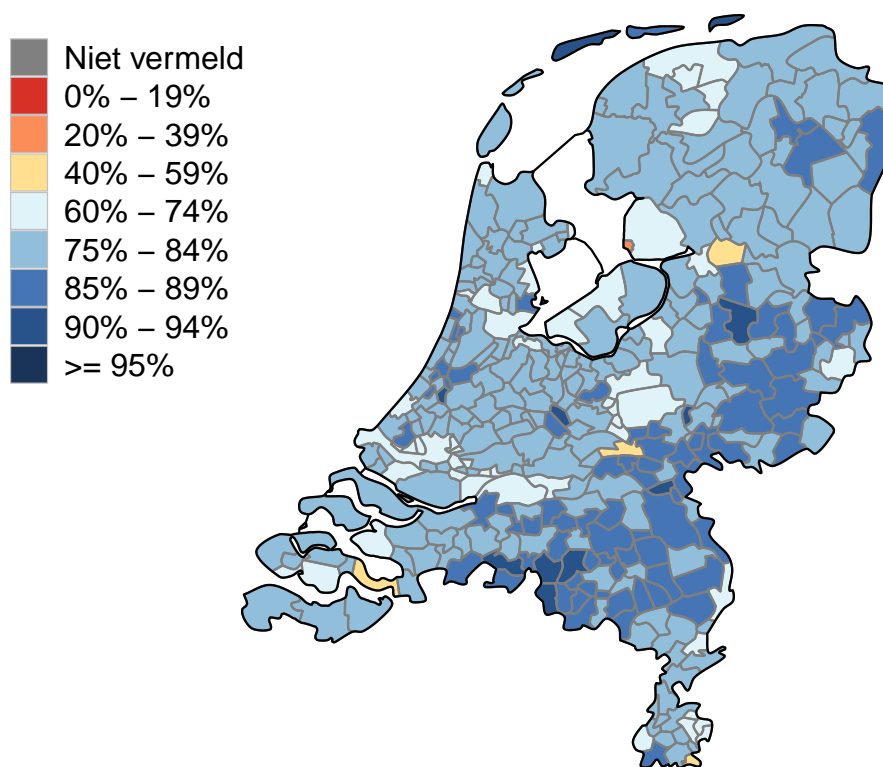 Niet vermeld
0% – 19%
20% – 39%
40% – 59%
60% – 74%
75% – 84%
85% – 89%
90% – 94%
>= 95%